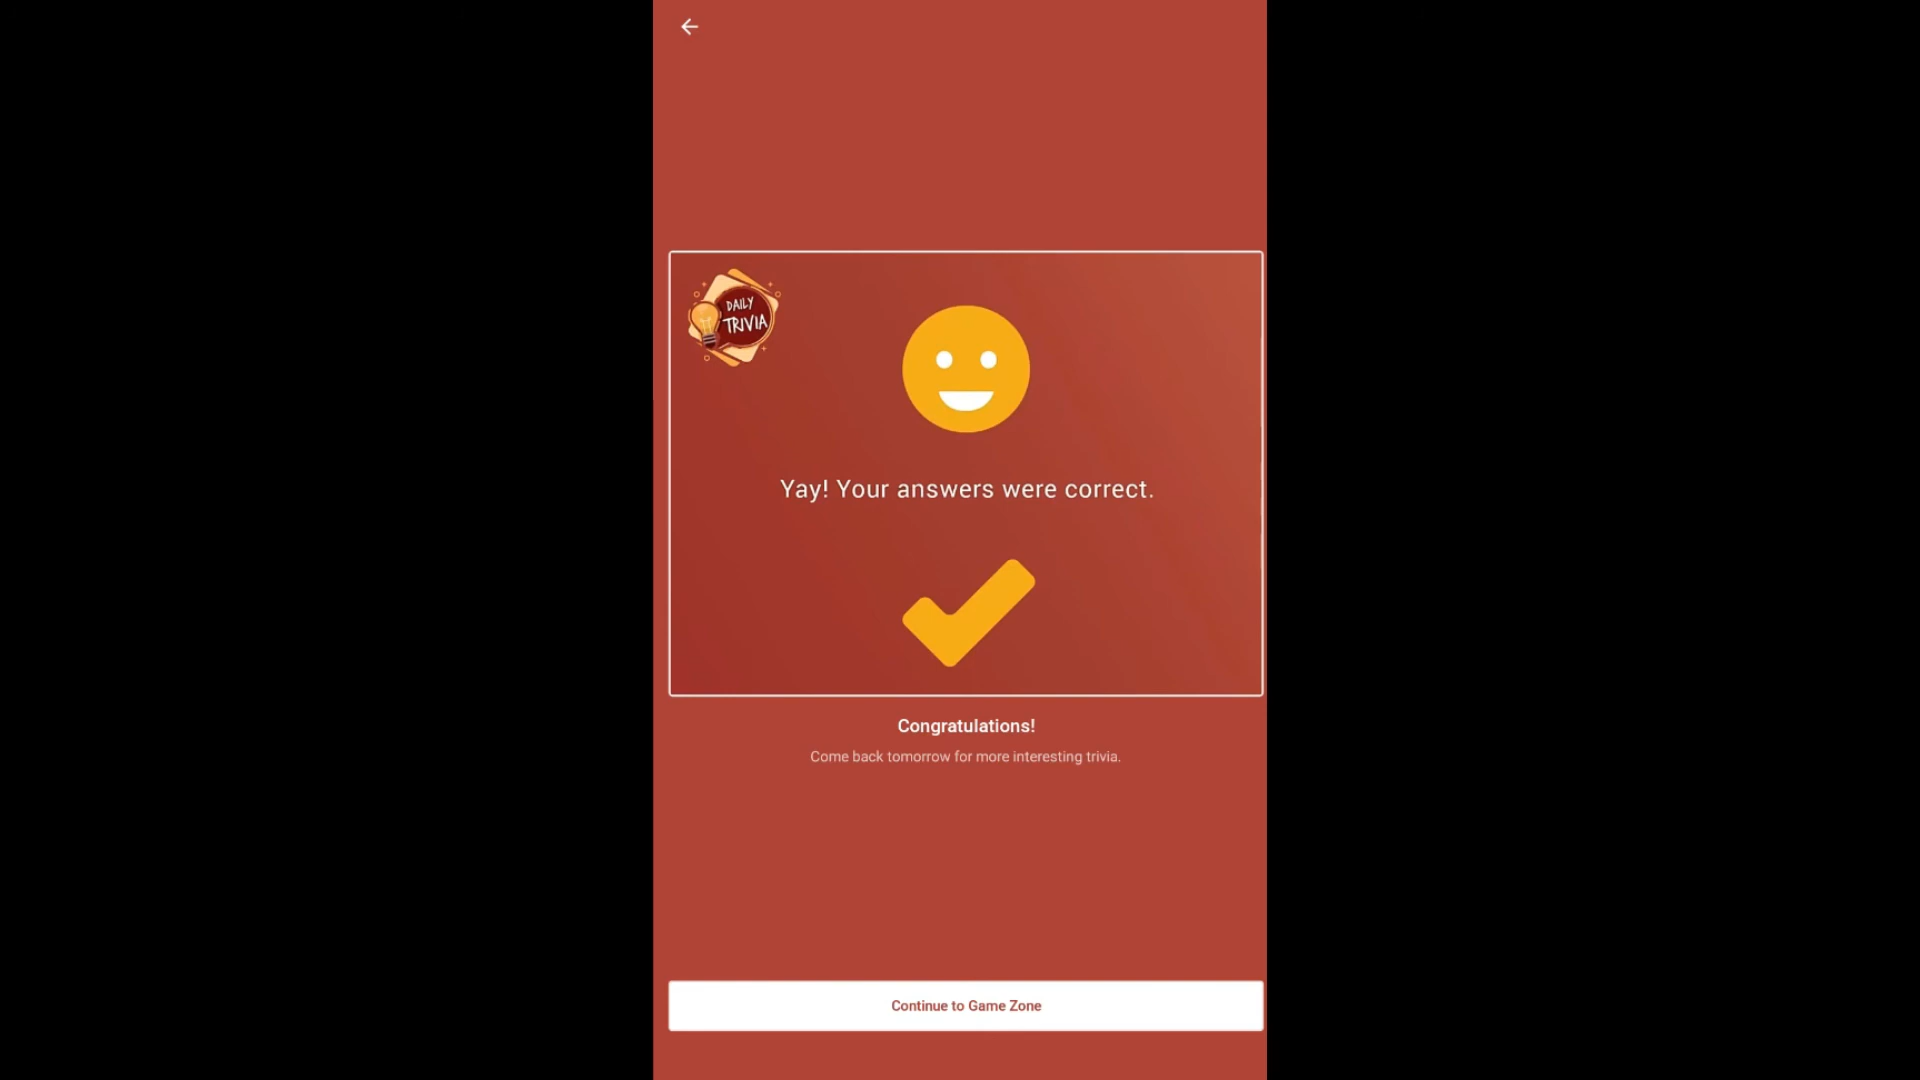 DAILY
TRIVIA
Yay! Your answers were correct.
Congratulations!
Come back tomorrow for more interesting trivia.
Continue to Game Zone